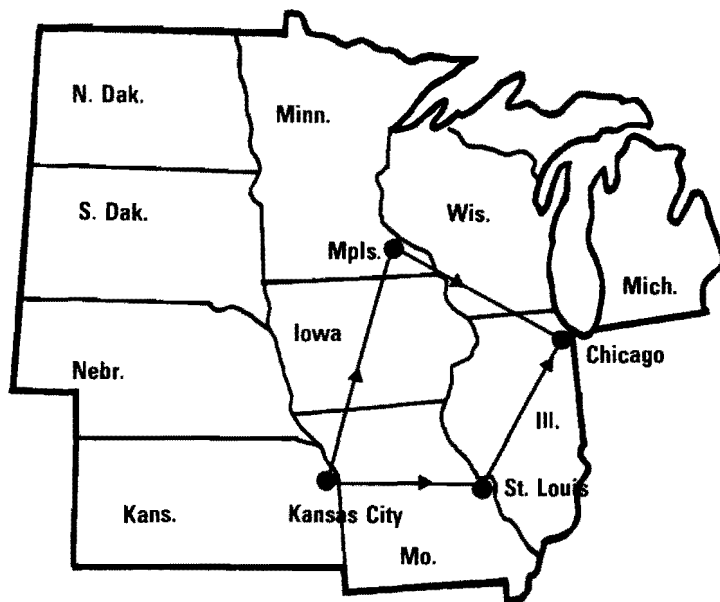 N. Dak.
Minn.
S. Dak.
Wis.
Mpls.
Mich.
Iowa
Chicago
Nebr.
Ill.
St. Louis
Kans.
Kansas City
Mo.